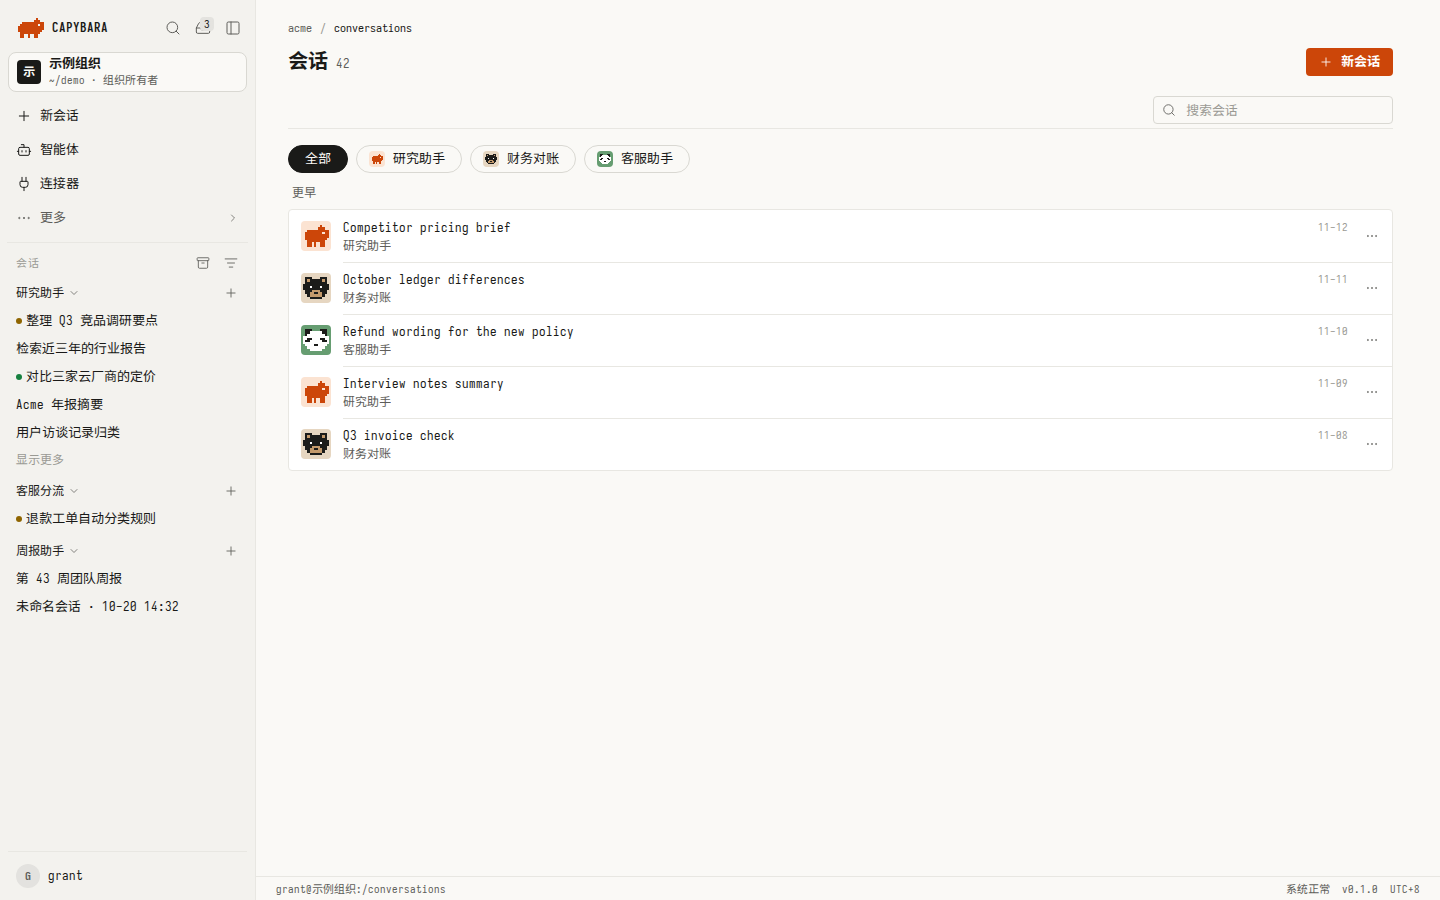 CAPYBARA
3
示 示例组织
~/demo · 组织所有者
新会话
智能体
连接器
更多
会话
研究助手
整理 Q3 竞品调研要点
检索近三年的行业报告
对比三家云厂商的定价
Acme 年报摘要
用户访谈记录归类
显示更多
客服分流
退款工单自动分类规则
周报助手
第 43 周团队周报
未命名会话 · 10-20 14:32
G grant
acme / conversations
会话 42
新会话
搜索会话
全部 研究助手 财务对账 客服助手
更早
Competitor pricing brief 11-12
研究助手
October ledger differences 11-11
财务对账
Refund wording for the new policy 11-10
客服助手
Interview notes summary 11-09
研究助手
Q3 invoice check 11-08
财务对账
grant@示例组织:/conversations
系统正常 v0.1.0 UTC+8